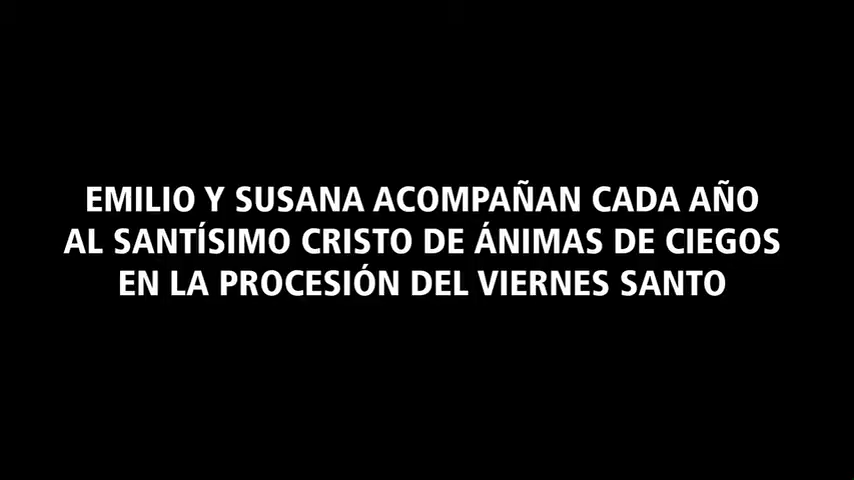 EMILIO Y SUSANA ACOMPAÑAN CADA AÑO
AL SANTÍSIMO CRISTO DE ÁNIMAS DE CIEGOS
EN LA PROCESIÓN DEL VIERNES SANTO